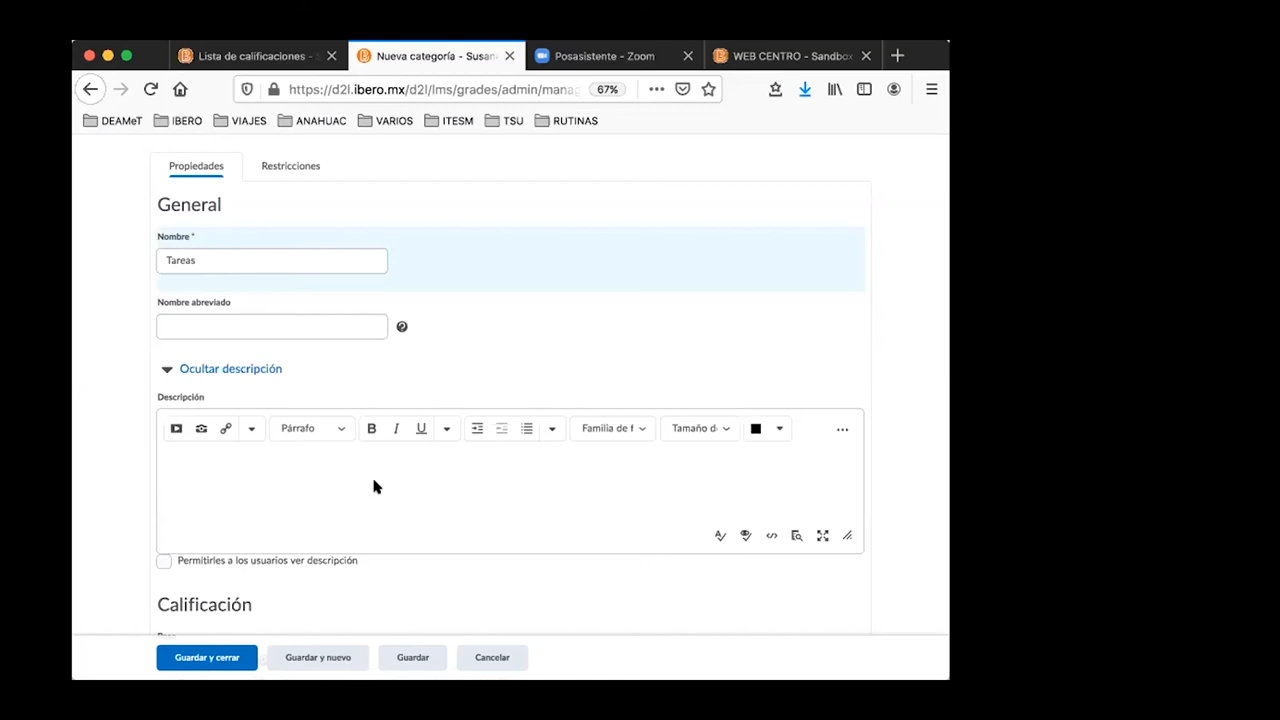 Lista de calificaciones -
Nueva categoría - Susan
Posasistente - Zoom
WEB CENTRO - Sandbox
https://d2l.ibero.mx/d2l/lms/grades/admin/mana
67%
DEAMeT
IBERO
VIAJES
ANAHUAC
VARIOS
ITESM
TSU
RUTINAS
Propiedades
Restricciones
General
Nombre *
Tareas
Nombre abreviado
Ocultar descripción
Descripción
Párrafo
B I U
Familia de f
Tamaño d
Permitirles a los usuarios ver descripción
Calificación
Guardar y cerrar
Guardar y nuevo
Guardar
Cancelar